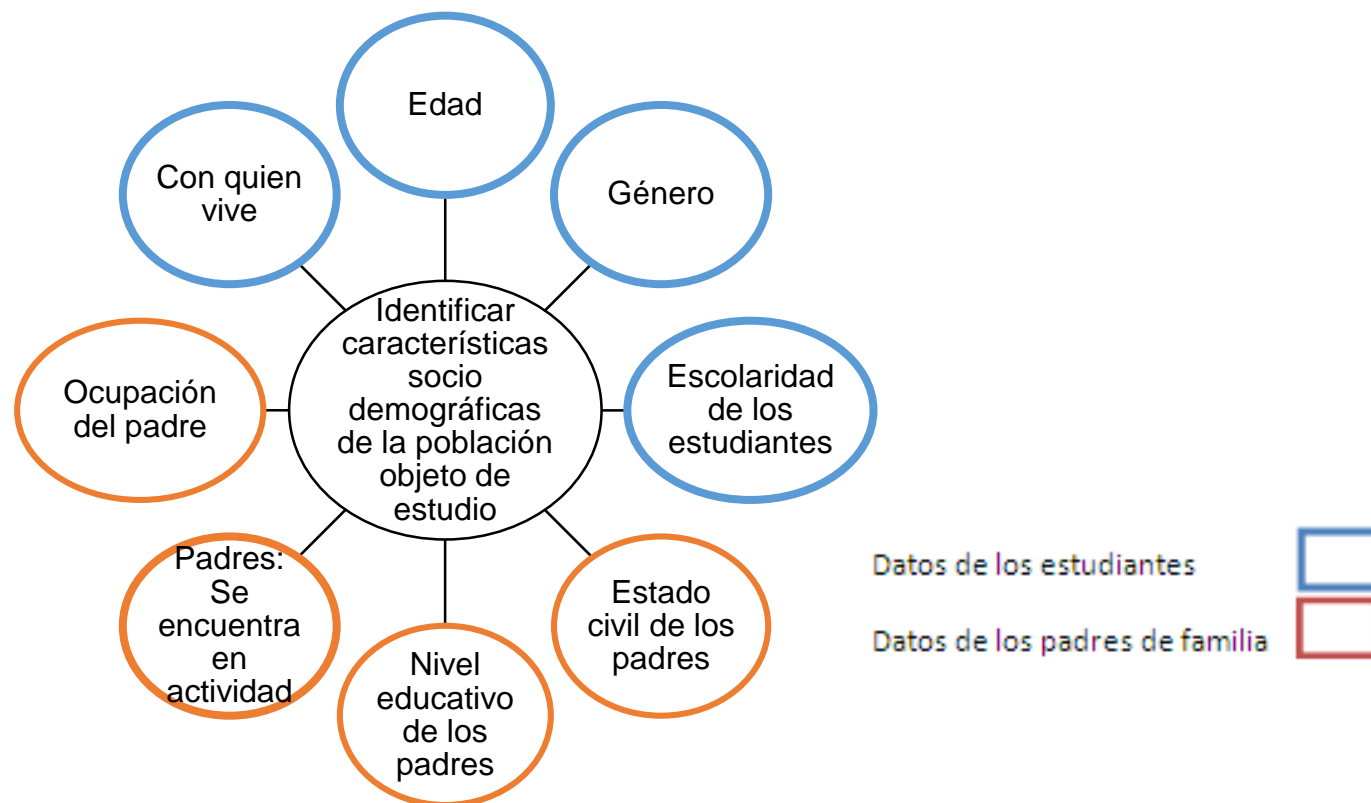 Edad
Género
Escolaridad
de los
estudiantes
Estado
civil de los
padres
Nivel
educativo
de los
padres
Padres:
Se
encuentra
en
actividad
Ocupación
del padre
Con quien
vive
Identificar
características
socio
demográficas
de la población
objeto de
estudio
Datos de los estudiantes
Datos de los padres de familia